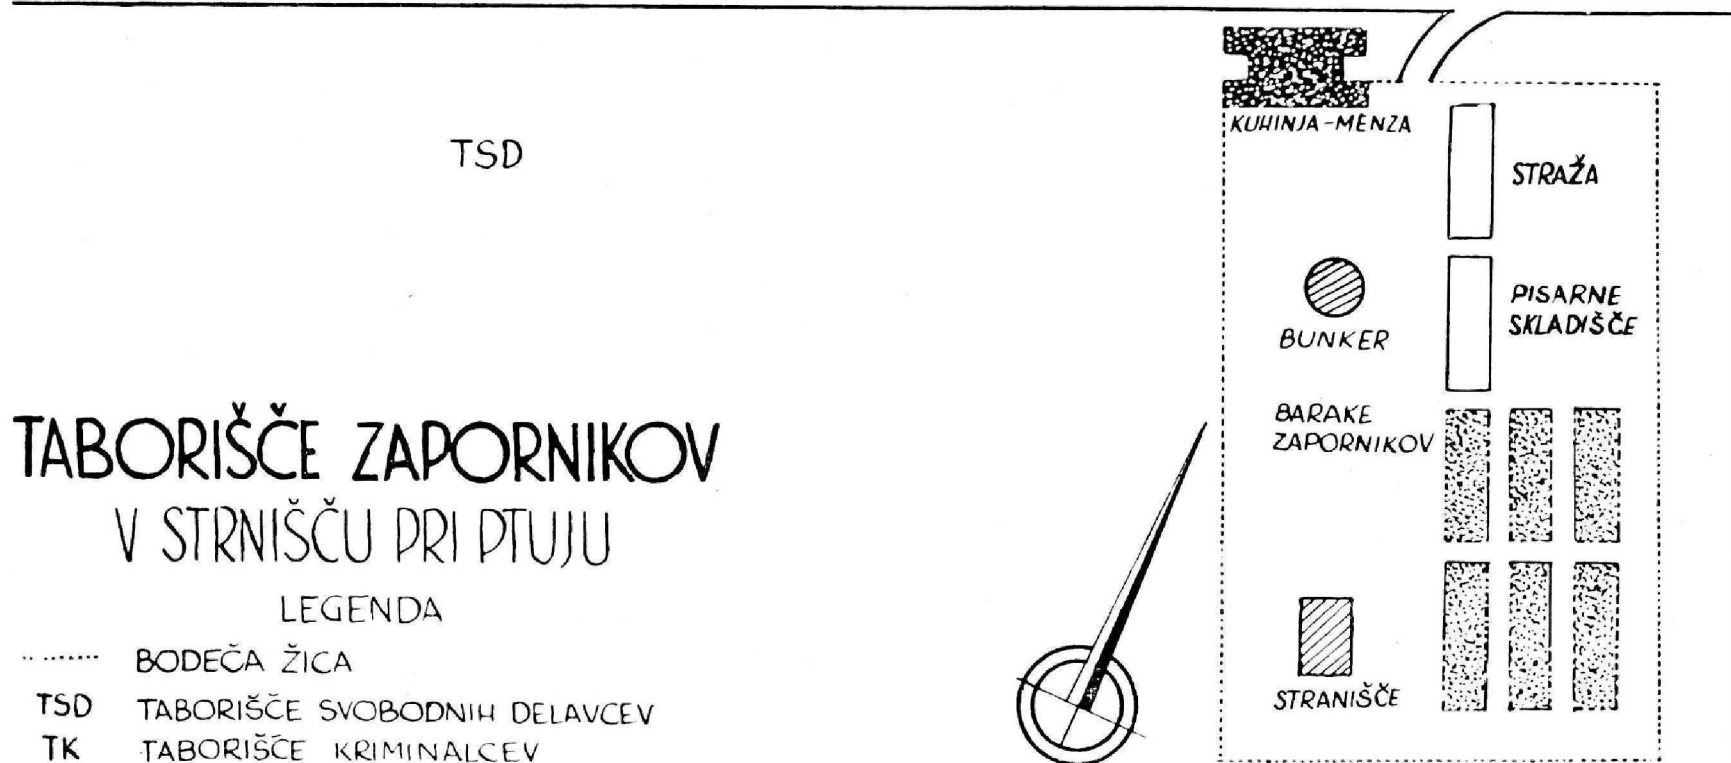 TSD
TABORIŠČE ZAPORNIKOV
V STRNIŠČU PRI PTUJU
LEGENDA
BODEČA ŽICA
TSD TABORIŠČE SVOBODNIH DELAVCEV
TK TABORIŠČE KRIMINALCEV
KUHINJA-MENZA
STRAŽA
PISARNE
SKLADIŠČE
BUNKER
BARAKE
ZAPORNIKOV
STRANIŠČE